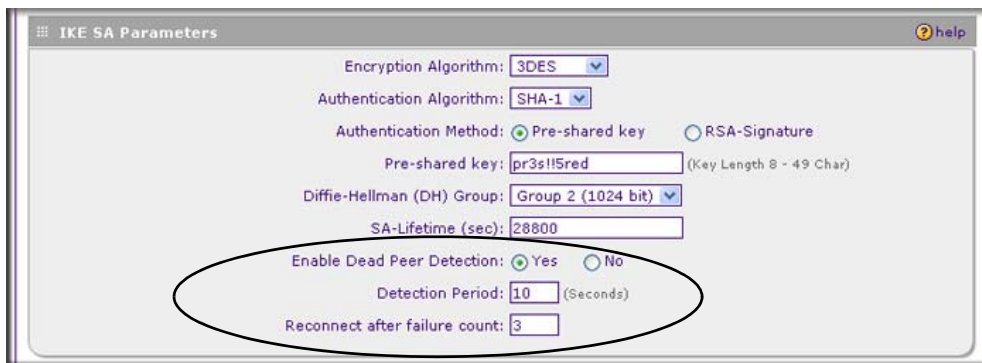 IKE SA Parameters ? help
Encryption Algorithm: 3DES
Authentication Algorithm: SHA-1
Authentication Method: Pre-shared key RSA-Signature
Pre-shared key: pr3s!!5red (Key Length 8 - 49 Char)
Diffie-Hellman (DH) Group: Group 2 (1024 bit)
SA-Lifetime (sec): 28800
Enable Dead Peer Detection: Yes No
Detection Period: 10 (Seconds)
Reconnect after failure count: 3